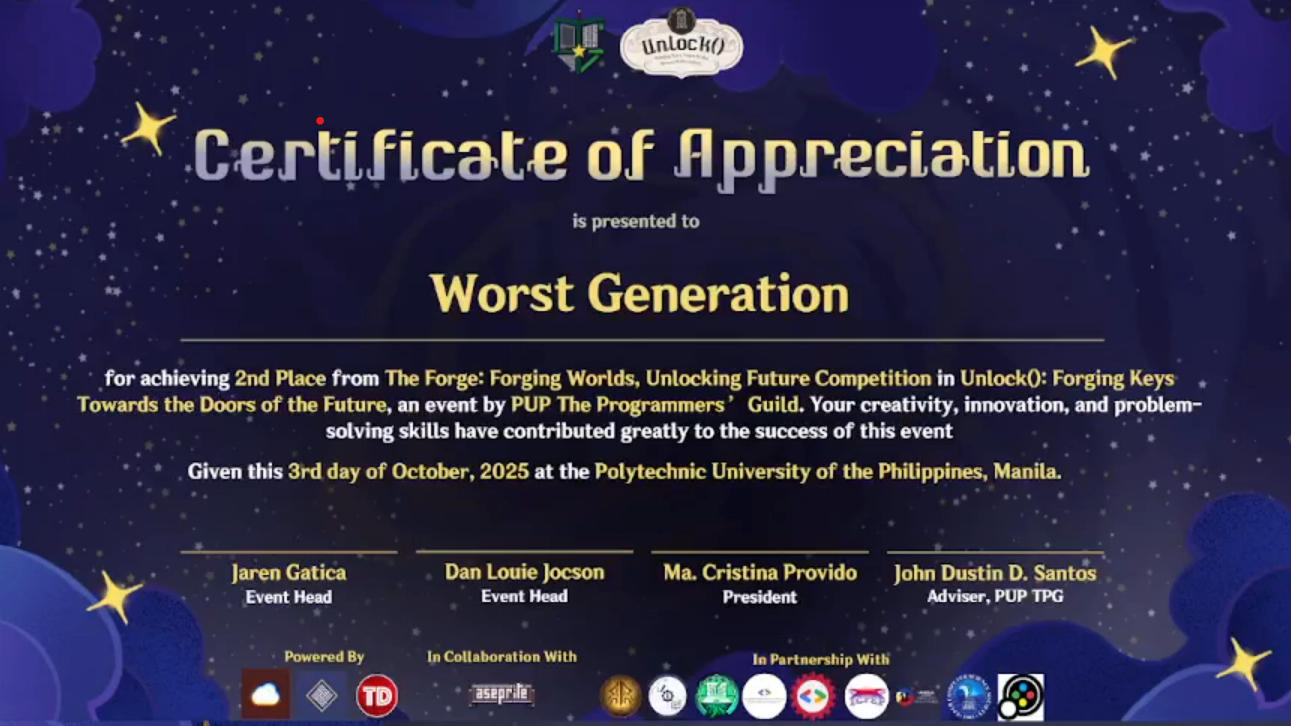 Unlock()
Certificate of Appreciation
is presented to
Worst Generation
for achieving 2nd Place from The Forge: Forging Worlds, Unlocking Future Competition in Unlock(): Forging Keys
Towards the Doors of the Future, an event by PUP The Programmers’ Guild. Your creativity, innovation, and problem-
solving skills have contributed greatly to the success of this event
Given this 3rd day of October, 2025 at the Polytechnic University of the Philippines, Manila.
Jaren Gatica Dan Louie Jocson Ma. Cristina Provido John Dustin D. Santos
Event Head Event Head President Adviser, PUP TPG
Powered By In Collaboration With In Partnership With
TD aseprite